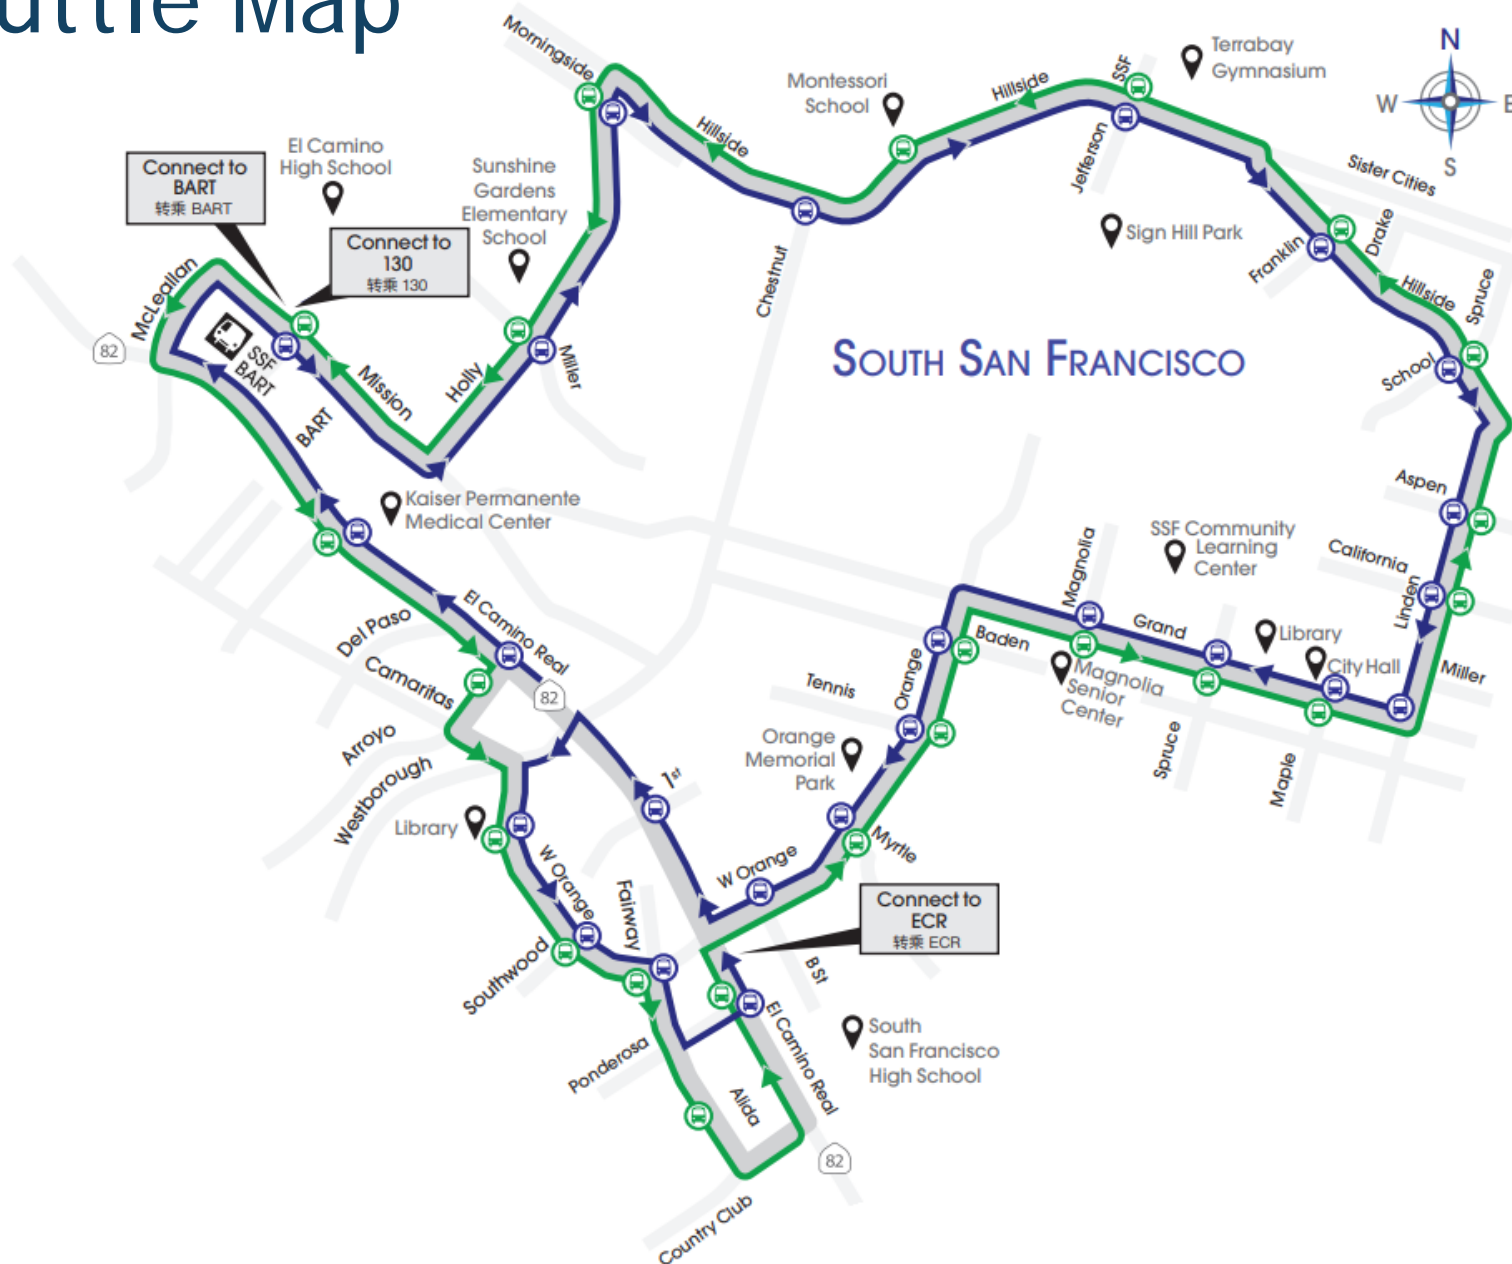 uttle Map
Morningside
Montessori
School
Hillside
SSF
Terrabay
Gymnasium
N
W
E
S
Hillside
Jefferson
Sister Cities
El Camino
High School
Connect to
BART
转乘 BART
Sunshine
Gardens
Elementary
School
Connect to
130
转乘 130
Sign Hill Park
Franklin
Drake
Hillside
Spruce
Chestnut
McLeallan
82
SSF
BART
SOUTH SAN FRANCISCO
School
Mission
Holly
Miller
BART
Aspen
Kaiser Permanente
Medical Center
Magnolia
SSF Community
Learning
Center
California
Linden
El Camino Real
Del Paso
Camaritas
82
Baden
Grand
Library
City Hall
Miller
Magnolia
Senior
Center
Orange
Tennis
Orange
Memorial
Park
Spruce
Maple
Arroyo
Westborough
1st
Library
W Orange
Myrtle
W Orange
Fairway
Connect to
ECR
转乘 ECR
Southwood
B St
El Camino Real
South
San Francisco
High School
Ponderosa
Alida
82
Country Club